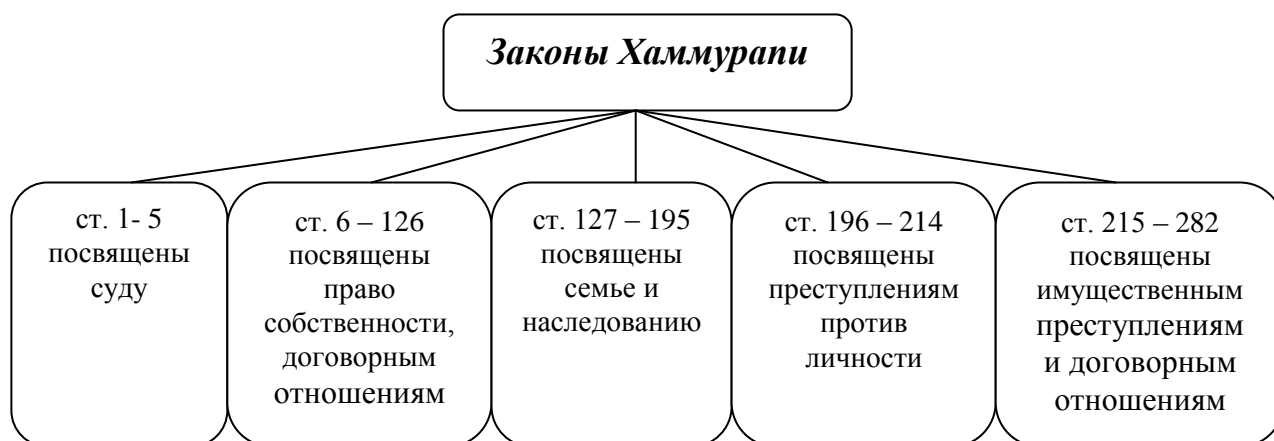 Законы Хаммурапи
ст. 1- 5
посвящены
суду
ст. 6 – 126
посвящены
право
собственности,
договорным
отношениям
ст. 127 – 195
посвящены
семье и
наследованию
ст. 196 – 214
посвящены
преступлениям
против
личности
ст. 215 – 282
посвящены
имущественным
преступлениям
и договорным
отношениям